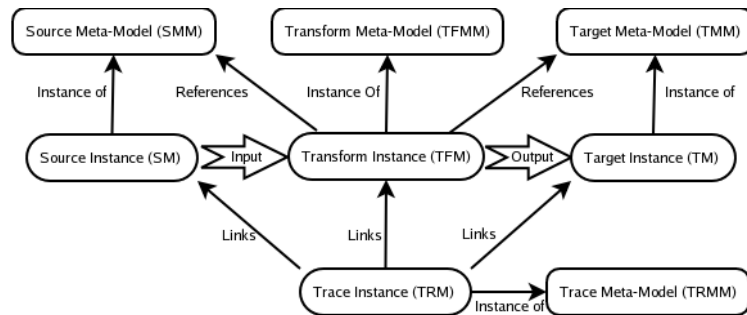 Source Meta-Model (SMM)
Transform Meta-Model (TFMM)
Target Meta-Model (TMM)
Instance of
References
Instance Of
References
Instance of
Source Instance (SM)
Input
Transform Instance (TFM)
Output
Target Instance (TM)
Links
Links
Links
Trace Instance (TRM)
Instance of
Trace Meta-Model (TRMM)